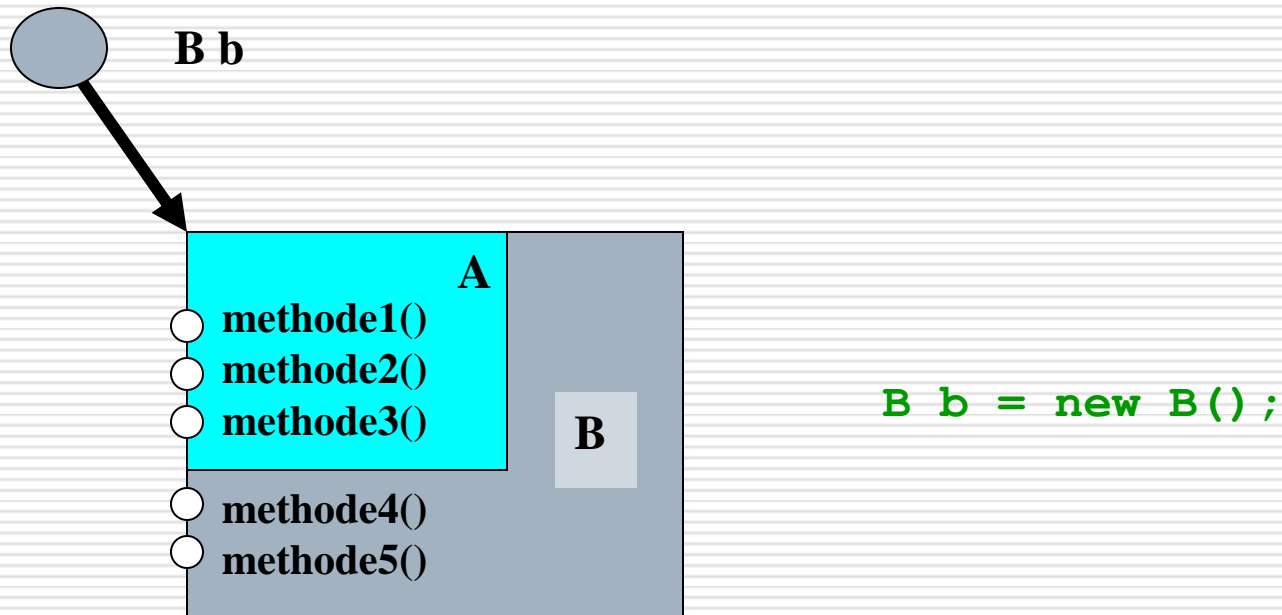 B b
A
methode1()
methode2()
methode3()
B
B b = new B();
methode4()
methode5()